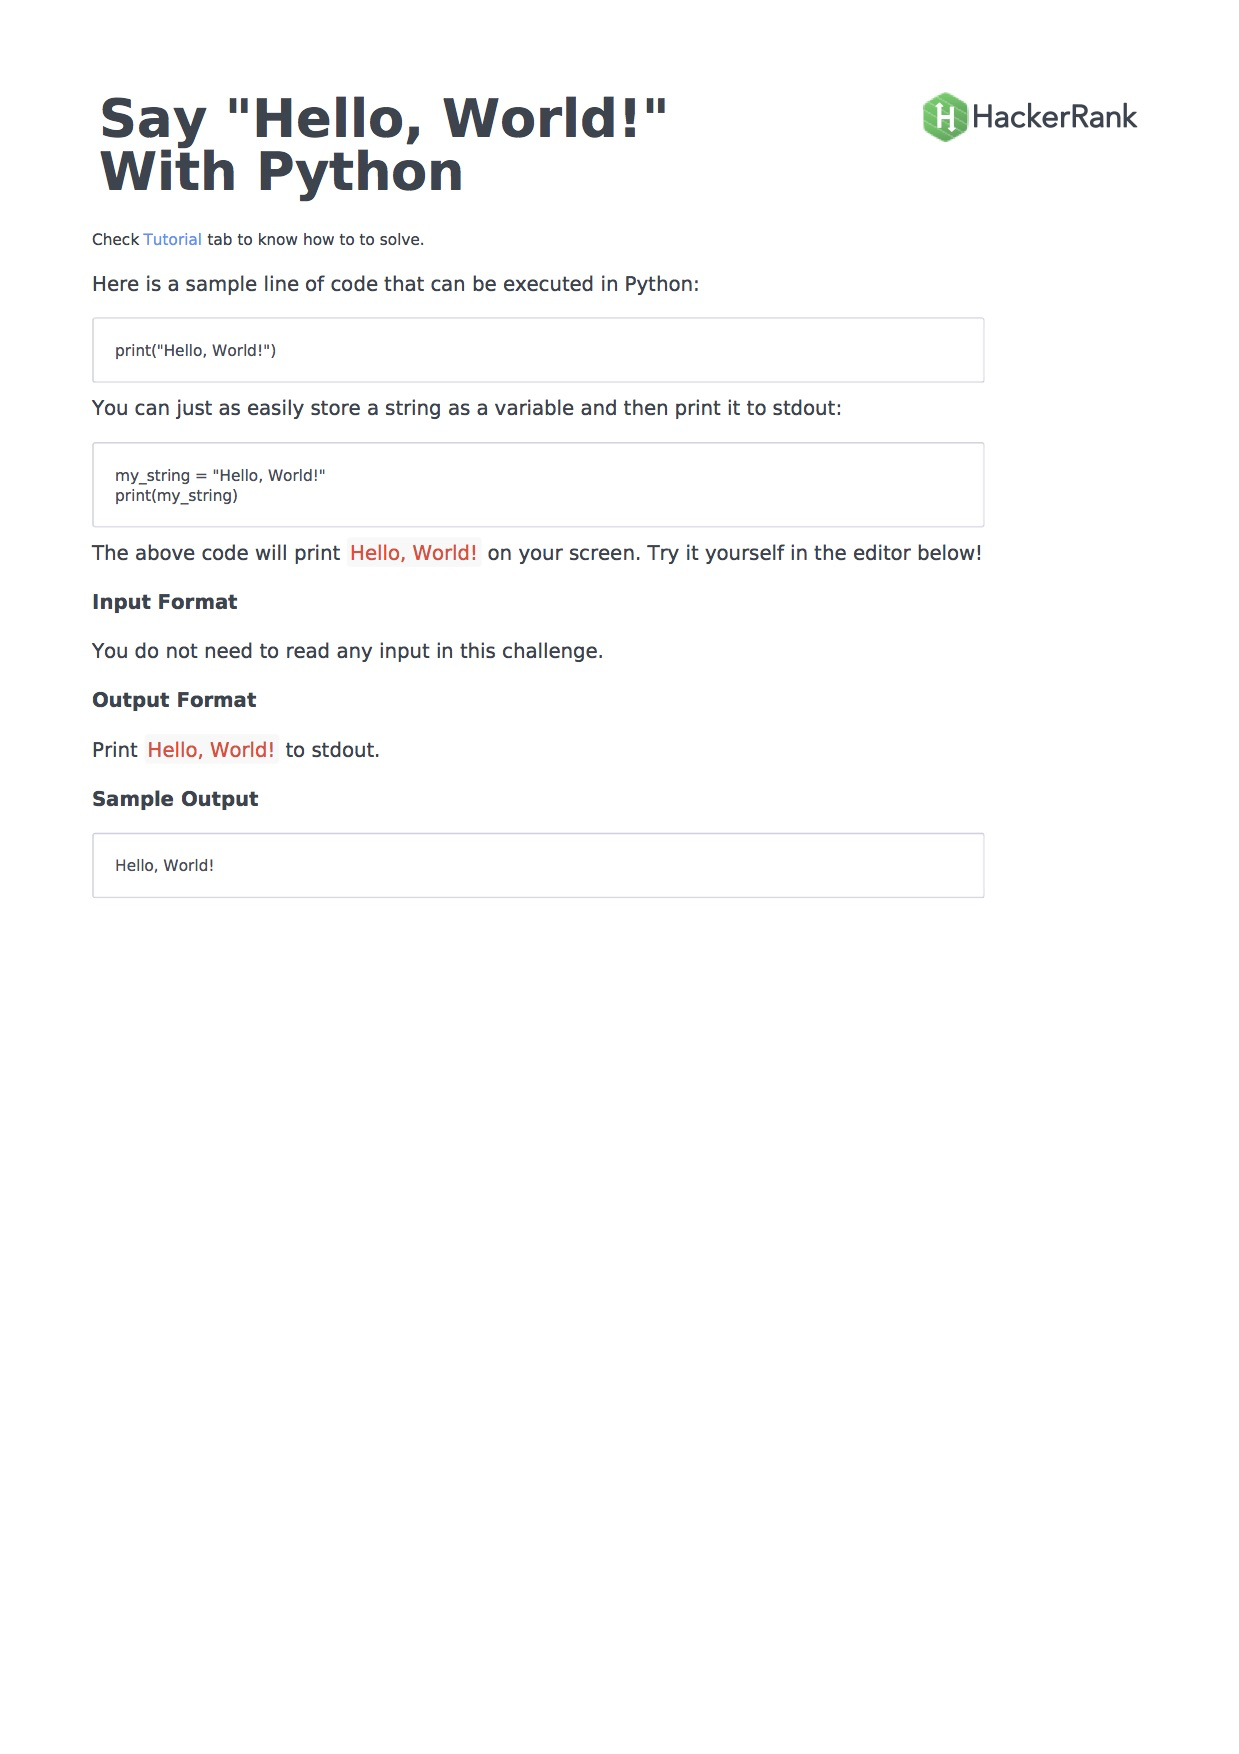 Say "Hello, World!"
With Python
HackerRank
Check Tutorial tab to know how to to solve.
Here is a sample line of code that can be executed in Python:
print("Hello, World!")
You can just as easily store a string as a variable and then print it to stdout:
my_string = "Hello, World!"
print(my_string)
The above code will print Hello, World! on your screen. Try it yourself in the editor below!
Input Format
You do not need to read any input in this challenge.
Output Format
Print Hello, World! to stdout.
Sample Output
Hello, World!